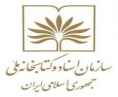 سازمان اسناد و کتابخانه ملی
جمهوری اسلامی ایران